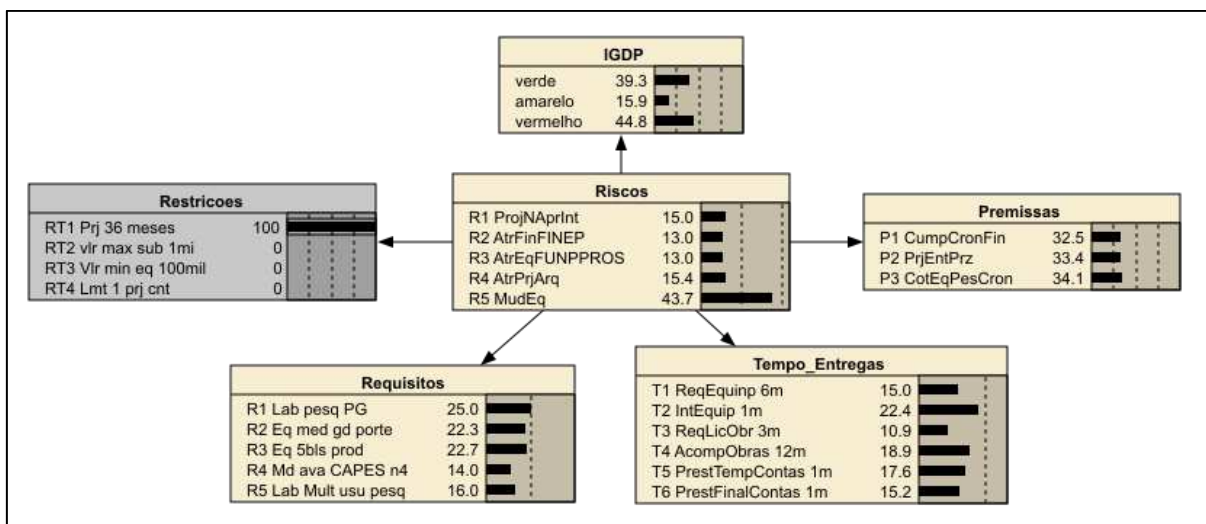 IGDP
verde 39.3
amarelo 15.9
vermelho 44.8
Restricoes
RT1 Prj 36 meses 100
RT2 vlr max sub 1mi 0
RT3 Vlr min eq 100mil 0
RT4 Lmt 1 prj cnt 0
Riscos
R1 ProjNAprInt 15.0
R2 AtrFinFINEP 13.0
R3 AtrEqFUNPPROS 13.0
R4 AtrPrjArq 15.4
R5 MudEq 43.7
Premissas
P1 CumpCronFin 32.5
P2 PrjEntPrz 33.4
P3 CotEqPesCron 34.1
Requisitos
R1 Lab pesq PG 25.0
R2 Eq med gd porte 22.3
R3 Eq 5bls prod 22.7
R4 Md ava CAPES n4 14.0
R5 Lab Mult usu pesq 16.0
Tempo_Entregas
T1 ReqEquinp 6m 15.0
T2 IntEquip 1m 22.4
T3 ReqLicObr 3m 10.9
T4 AcompObras 12m 18.9
T5 PrestTempContas 1m 17.6
T6 PrestFinalContas 1m 15.2